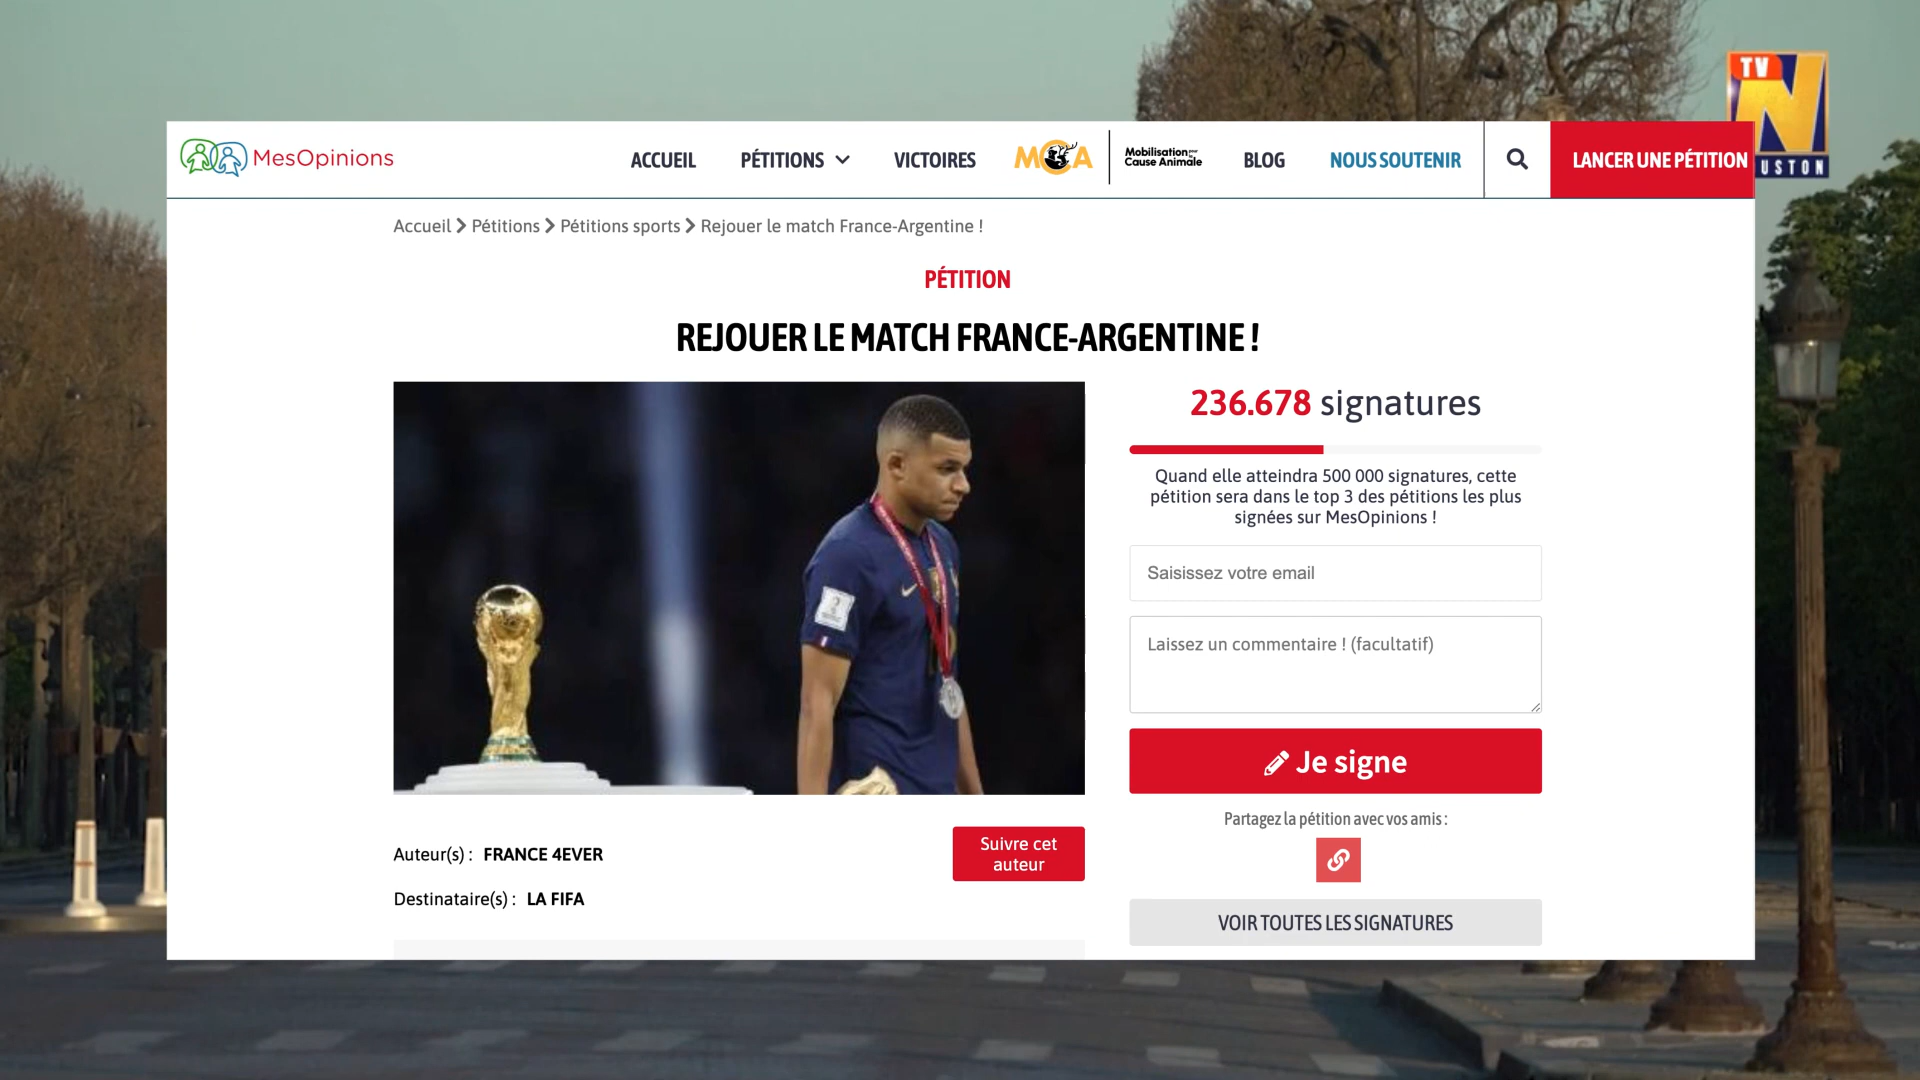 TV
N
USTON
MesOpinions
ACCUEIL
PÉTITIONS
VICTOIRES
MCA
Mobilisation pour
Cause Animale
BLOG
NOUS SOUTENIR
LANCER UNE PÉTITION
Accueil > Pétitions > Pétitions sports > Rejouer le match France-Argentine !
PÉTITION
REJOUER LE MATCH FRANCE-ARGENTINE !
236.678 signatures
Quand elle atteindra 500 000 signatures, cette
pétition sera dans le top 3 des pétitions les plus
signées sur MesOpinions !
Saisissez votre email
Laissez un commentaire ! (facultatif)
Je signe
Partagez la pétition avec vos amis :
VOIR TOUTES LES SIGNATURES
Auteur(s) : FRANCE 4EVER
Suivre cet
auteur
Destinataire(s) : LA FIFA